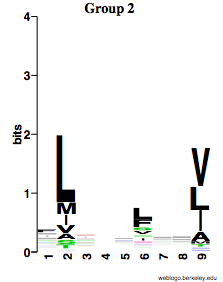 Group 2
4
3
2
1
0
bits
L
M
I
V
A
L
F
V
V
L
I
A
1 2 3 4 5 6 7 8 9
weblogo.berkeley.edu